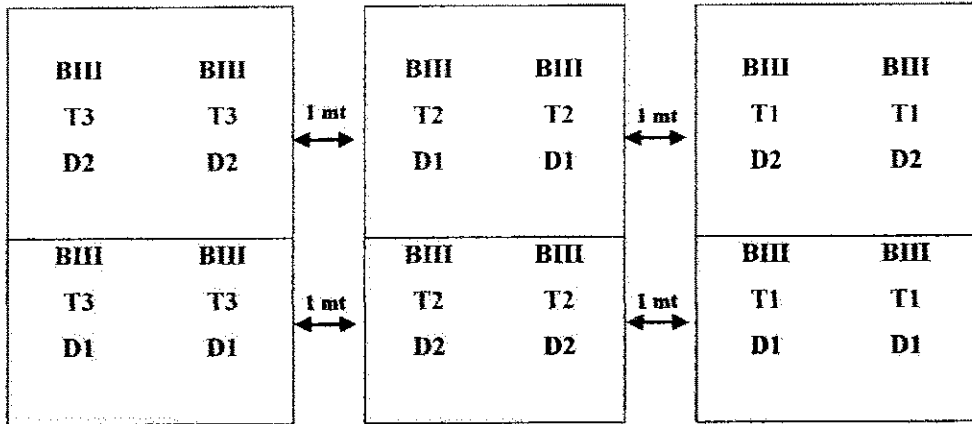 BIII BIII BIII BIII BIII BIII
T3 T3 1 mt T2 T2 1 mt T1 T1
D2 D2 D1 D1 D2 D2
BIII BIII BIII BIII BIII BIII
T3 T3 1 mt T2 T2 1 mt T1 T1
D1 D1 D2 D2 D1 D1